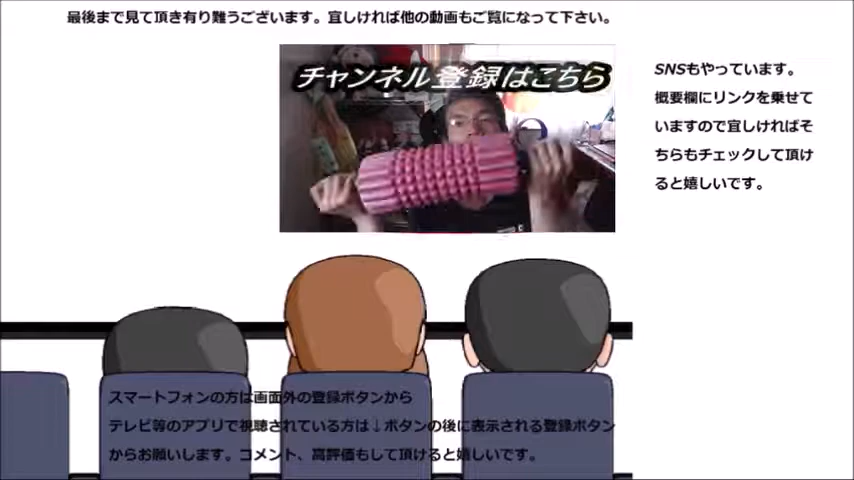 最後まで見て頂き有り難うございます。宜しければ他の動画もご覧になって下さい。
チャンネル登録はこちら
SNSもやっています。
概要欄にリンクを乗せて
いますので宜しければそ
ちらもチェックして頂け
ると嬉しいです。
スマートフォンの方は画面外の登録ボタンから
テレビ等のアプリで視聴されている方は↓ボタンの後に表示される登録ボタン
からお願いします。コメント、高評価もして頂けると嬉しいです。